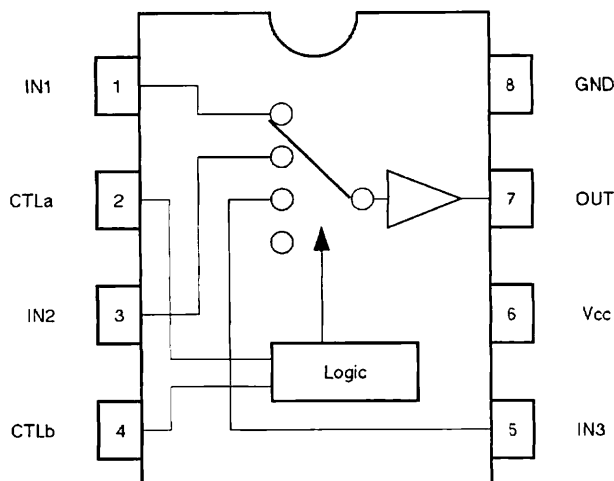 IN1 1 8 GND
CTLa 2 7 OUT
IN2 3 6 Vcc
Logic
CTLb 4 5 IN3